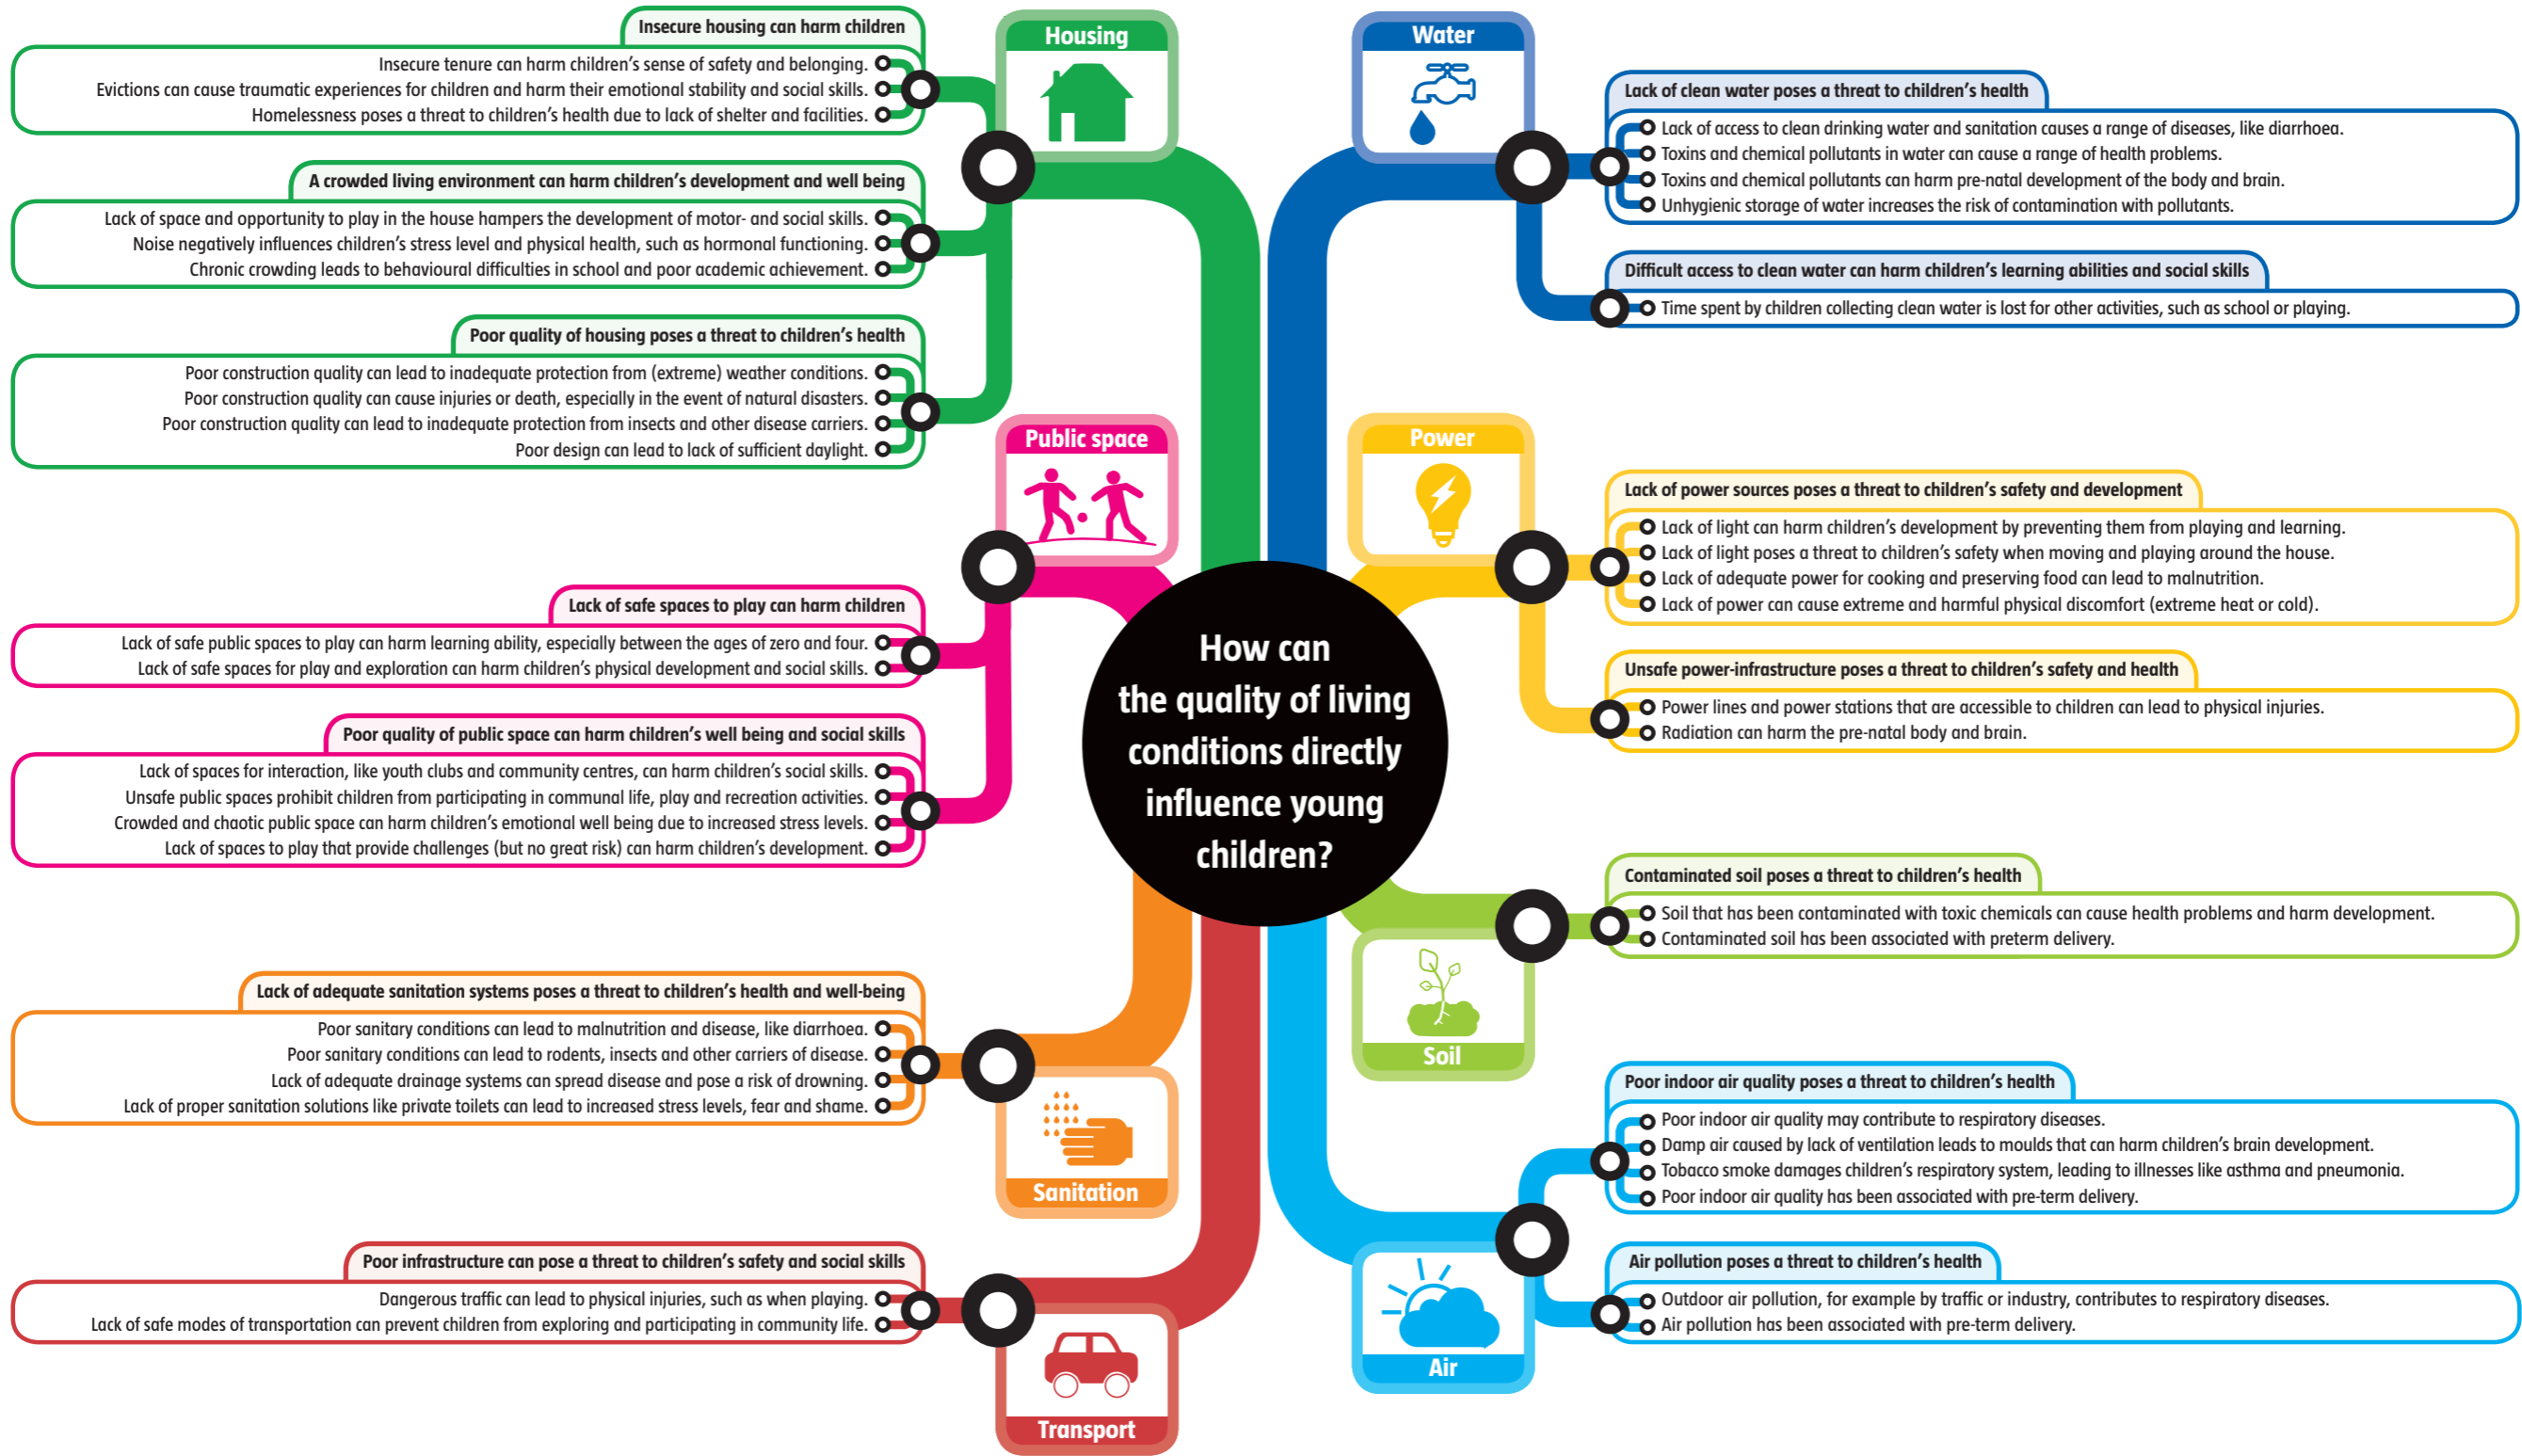 Housing
Insecure housing can harm children
Insecure tenure can harm children's sense of safety and belonging.
Evictions can cause traumatic experiences for children and harm their emotional stability and social skills.
Homelessness poses a threat to children's health due to lack of shelter and facilities.
A crowded living environment can harm children's development and well being
Lack of space and opportunity to play in the house hampers the development of motor- and social skills.
Noise negatively influences children's stress level and physical health, such as hormonal functioning.
Chronic crowding leads to behavioural difficulties in school and poor academic achievement.
Poor quality of housing poses a threat to children's health
Poor construction quality can lead to inadequate protection from (extreme) weather conditions.
Poor construction quality can cause injuries or death, especially in the event of natural disasters.
Poor construction quality can lead to inadequate protection from insects and other disease carriers.
Poor design can lead to lack of sufficient daylight.
Public space
Lack of safe spaces to play can harm children
Lack of safe public spaces to play can harm learning ability, especially between the ages of zero and four.
Lack of safe spaces for play and exploration can harm children's physical development and social skills.
Poor quality of public space can harm children's well being and social skills
Lack of spaces for interaction, like youth clubs and community centres, can harm children's social skills.
Unsafe public spaces prohibit children from participating in communal life, play and recreation activities.
Crowded and chaotic public space can harm children's emotional well being due to increased stress levels.
Lack of spaces to play that provide challenges (but no great risk) can harm children's development.
Lack of adequate sanitation systems poses a threat to children's health and well-being
Poor sanitary conditions can lead to malnutrition and disease, like diarrhoea.
Poor sanitary conditions can lead to rodents, insects and other carriers of disease.
Lack of adequate drainage systems can spread disease and pose a risk of drowning.
Lack of proper sanitation solutions like private toilets can lead to increased stress levels, fear and shame.
Sanitation
Poor infrastructure can pose a threat to children's safety and social skills
Dangerous traffic can lead to physical injuries, such as when playing.
Lack of safe modes of transportation can prevent children from exploring and participating in community life.
Transport
How can
the quality of living
conditions directly
influence young
children?
Water
Lack of clean water poses a threat to children's health
Lack of access to clean drinking water and sanitation causes a range of diseases, like diarrhoea.
Toxins and chemical pollutants in water can cause a range of health problems.
Toxins and chemical pollutants can harm pre-natal development of the body and brain.
Unhygienic storage of water increases the risk of contamination with pollutants.
Difficult access to clean water can harm children's learning abilities and social skills
Time spent by children collecting clean water is lost for other activities, such as school or playing.
Power
Lack of power sources poses a threat to children's safety and development
Lack of light can harm children's development by preventing them from playing and learning.
Lack of light poses a threat to children's safety when moving and playing around the house.
Lack of adequate power for cooking and preserving food can lead to malnutrition.
Lack of power can cause extreme and harmful physical discomfort (extreme heat or cold).
Unsafe power-infrastructure poses a threat to children's safety and health
Power lines and power stations that are accessible to children can lead to physical injuries.
Radiation can harm the pre-natal body and brain.
Contaminated soil poses a threat to children's health
Soil that has been contaminated with toxic chemicals can cause health problems and harm development.
Contaminated soil has been associated with preterm delivery.
Soil
Poor indoor air quality poses a threat to children's health
Poor indoor air quality may contribute to respiratory diseases.
Damp air caused by lack of ventilation leads to moulds that can harm children's brain development.
Tobacco smoke damages children's respiratory system, leading to illnesses like asthma and pneumonia.
Poor indoor air quality has been associated with pre-term delivery.
Air pollution poses a threat to children's health
Outdoor air pollution, for example by traffic or industry, contributes to respiratory diseases.
Air pollution has been associated with pre-term delivery.
Air